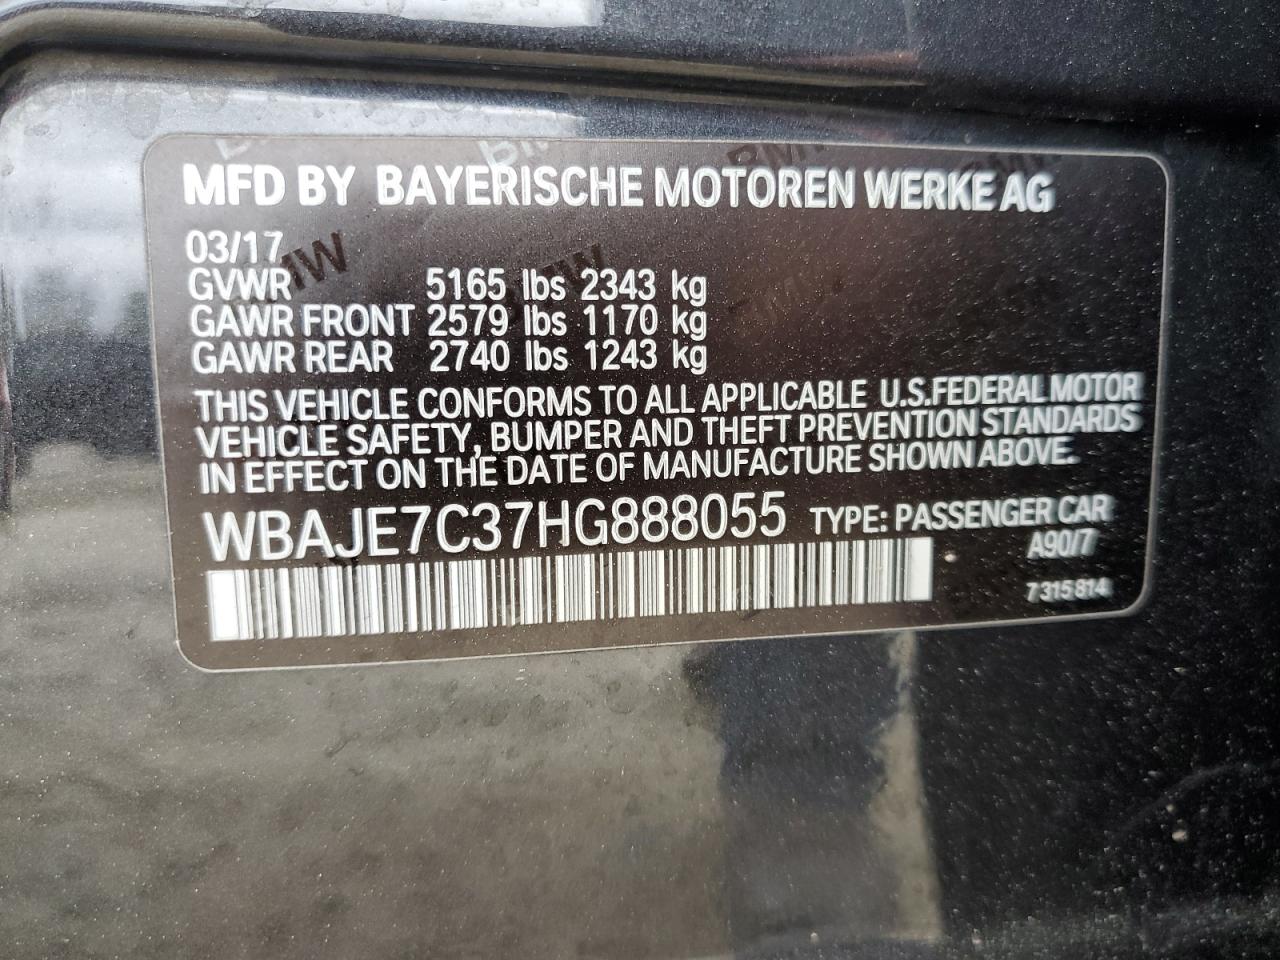 MFD BY BAYERISCHE MOTOREN WERKE AG
03/17
GVWR 5165 lbs 2343 kg
GAWR FRONT 2579 lbs 1170 kg
GAWR REAR 2740 lbs 1243 kg
THIS VEHICLE CONFORMS TO ALL APPLICABLE U.S.FEDERAL MOTOR
VEHICLE SAFETY, BUMPER AND THEFT PREVENTION STANDARDS
IN EFFECT ON THE DATE OF MANUFACTURE SHOWN ABOVE.
WBAJE7C37HG888055 TYPE: PASSENGER CAR
A90/7
7 315 814